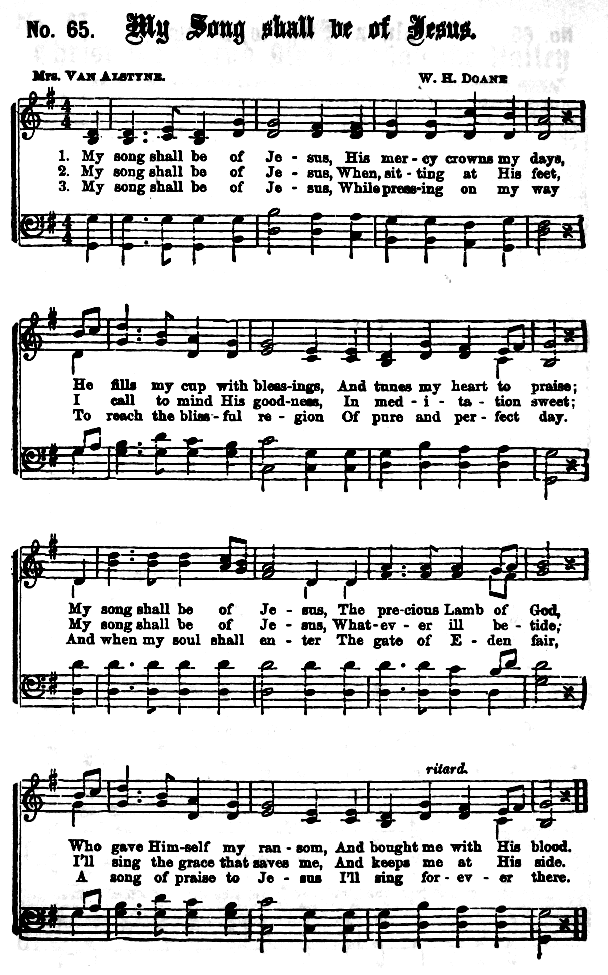 No. 65. My Song shall be of Jesus.
Mrs. Van Alstyne. W. H. Doane
4 4
1. My song shall be of Je - sus, His mer - cy crowns my days,
2. My song shall be of Je - sus, When, sit - ting at His feet,
3. My song shall be of Je - sus, While press-ing on my way
4 4
He fills my cup with bless-ings, And tunes my heart to praise;
I call to mind His good-ness, In med - i - ta - tion sweet;
To reach the bliss-ful re - gion Of pure and per - fect day.
My song shall be of Je - sus, The pre-cious Lamb of God,
My song shall be of Je - sus, What-ev - er ill be - tide;
And when my soul shall en - ter The gate of E - den fair,
ritard.
Who gave Him-self my ran - som, And bought me with His blood.
I'll sing the grace that saves me, And keeps me at His side.
A song of praise to Je - sus I'll sing for - ev - er there.